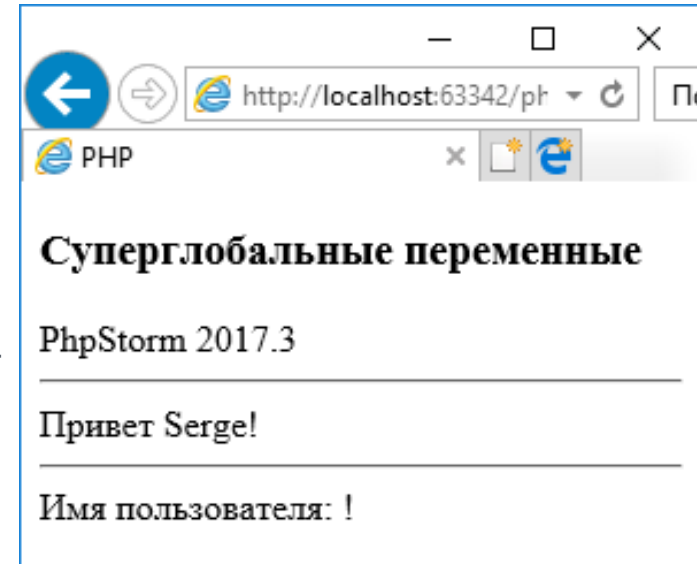 http://localhost:63342/ph
PHP
Суперглобальные переменные
PhpStorm 2017.3
Привет Serge!
Имя пользователя: !